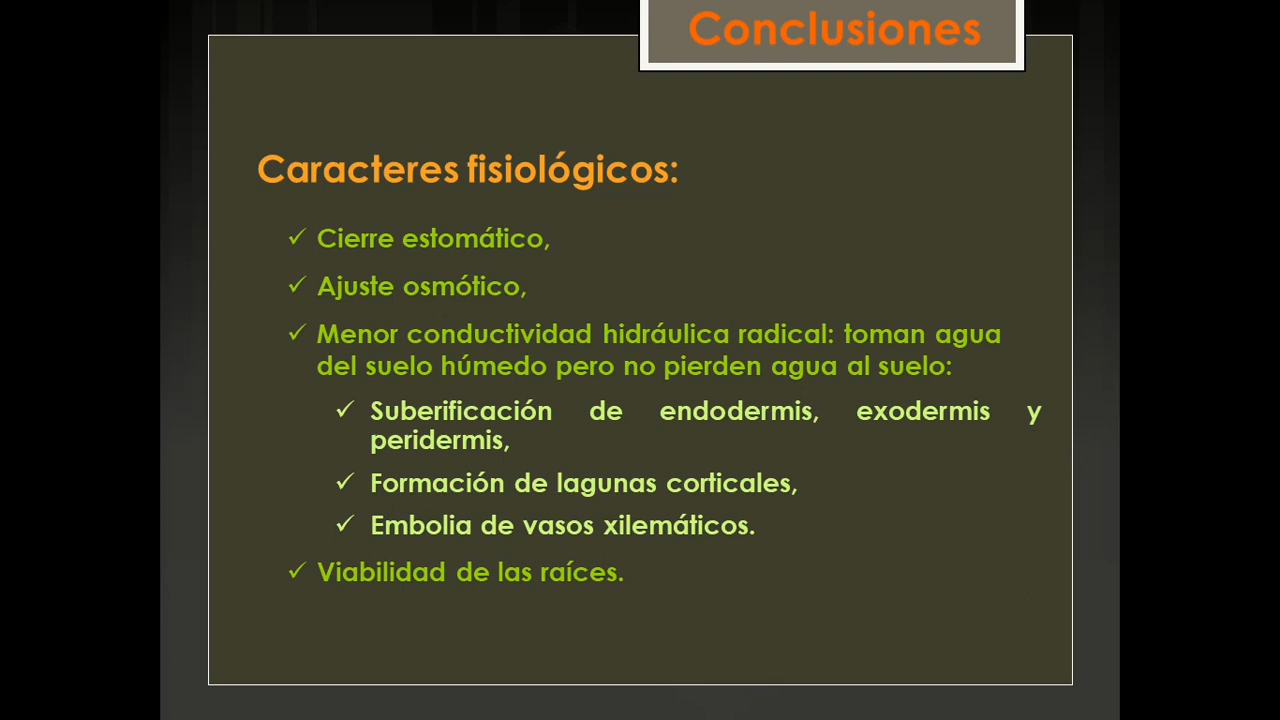 Conclusiones
Caracteres fisiológicos:
✓ Cierre estomático,
✓ Ajuste osmótico,
✓ Menor conductividad hidráulica radical: toman agua
del suelo húmedo pero no pierden agua al suelo:
✓ Suberificación de endodermis, exodermis y
peridermis,
✓ Formación de lagunas corticales,
✓ Embolia de vasos xilemáticos.
✓ Viabilidad de las raíces.